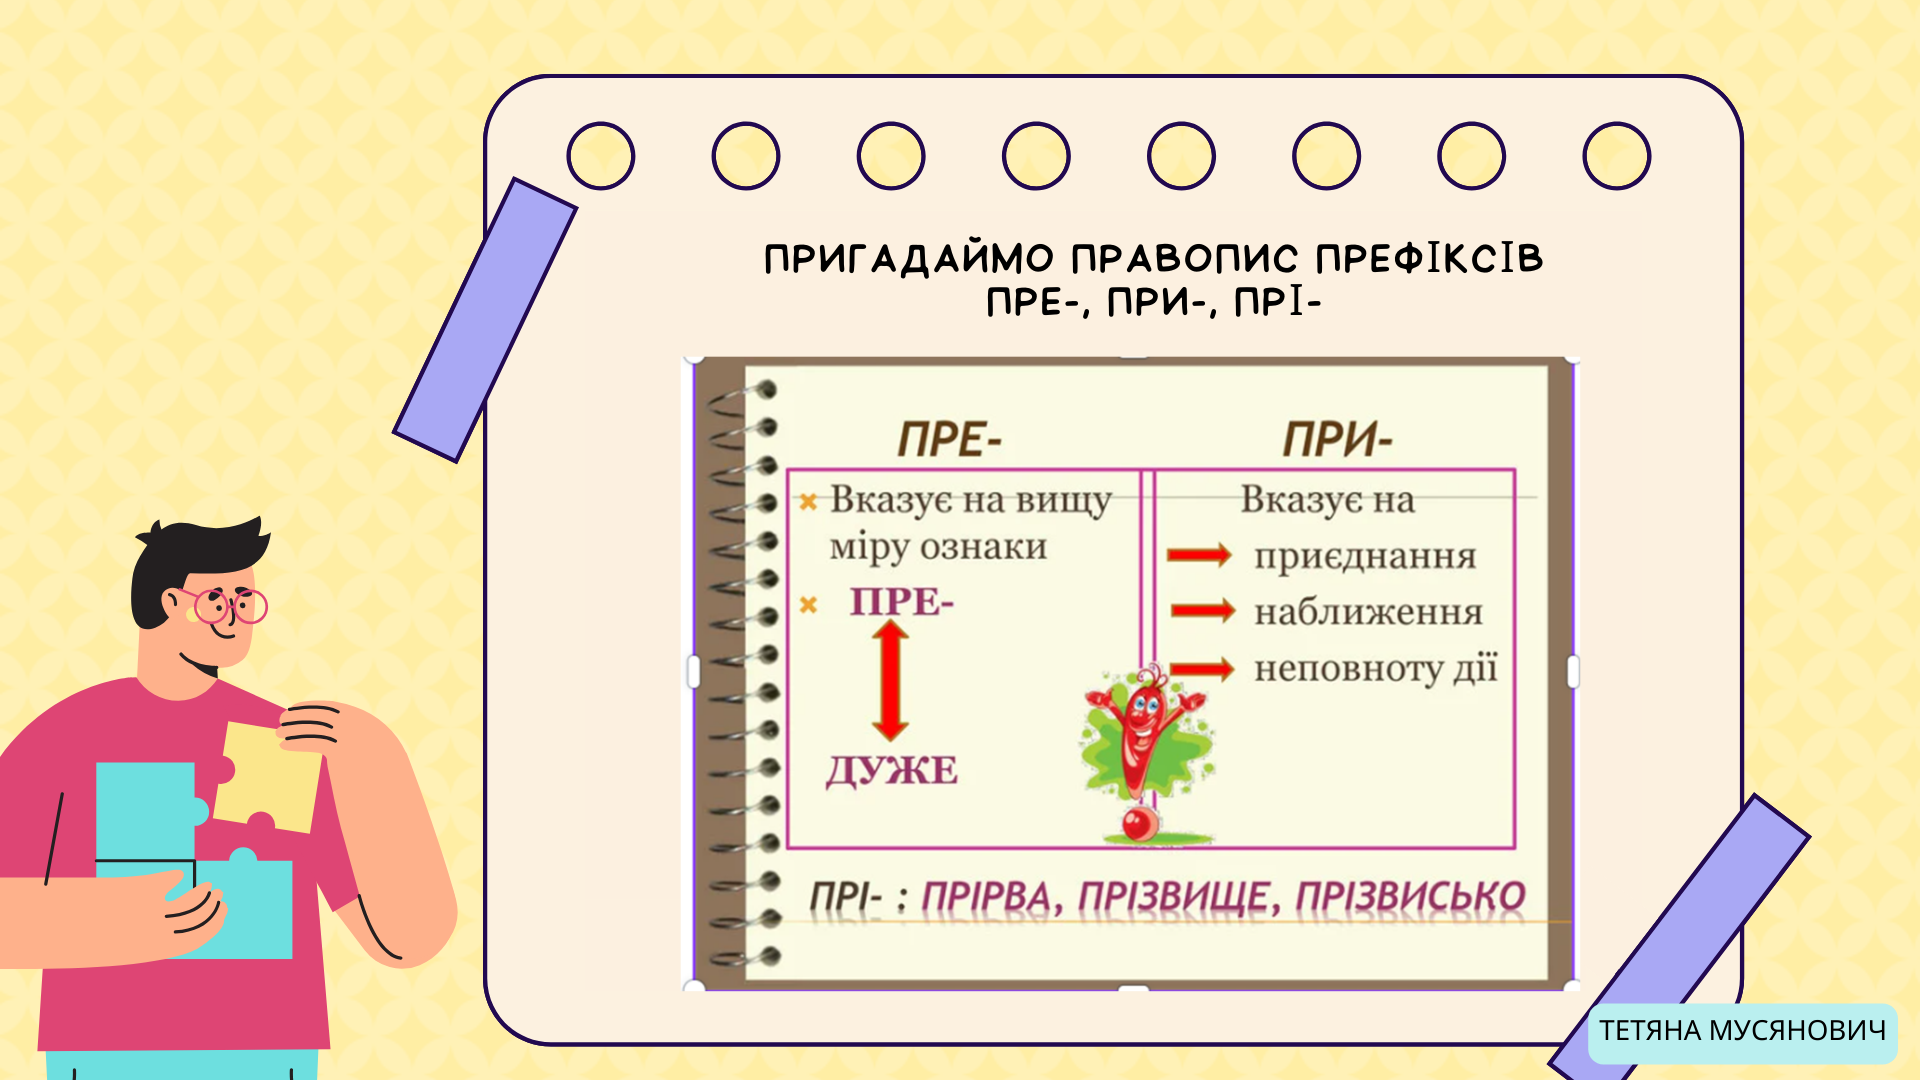 ПРИГАДАЙМО ПРАВОПИС ПРЕФІКСІВ
ПРЕ-, ПРИ-, ПРІ-
ПРЕ-
Вказує на вищу
міру ознаки
ПРЕ-
ДУЖЕ
ПРИ-
Вказує на
приєднання
наближення
неповноту дії
ПРІ- : ПРІРВА, ПРІЗВИЩЕ, ПРІЗВИСЬКО
ТЕТЯНА МУСЯНОВИЧ